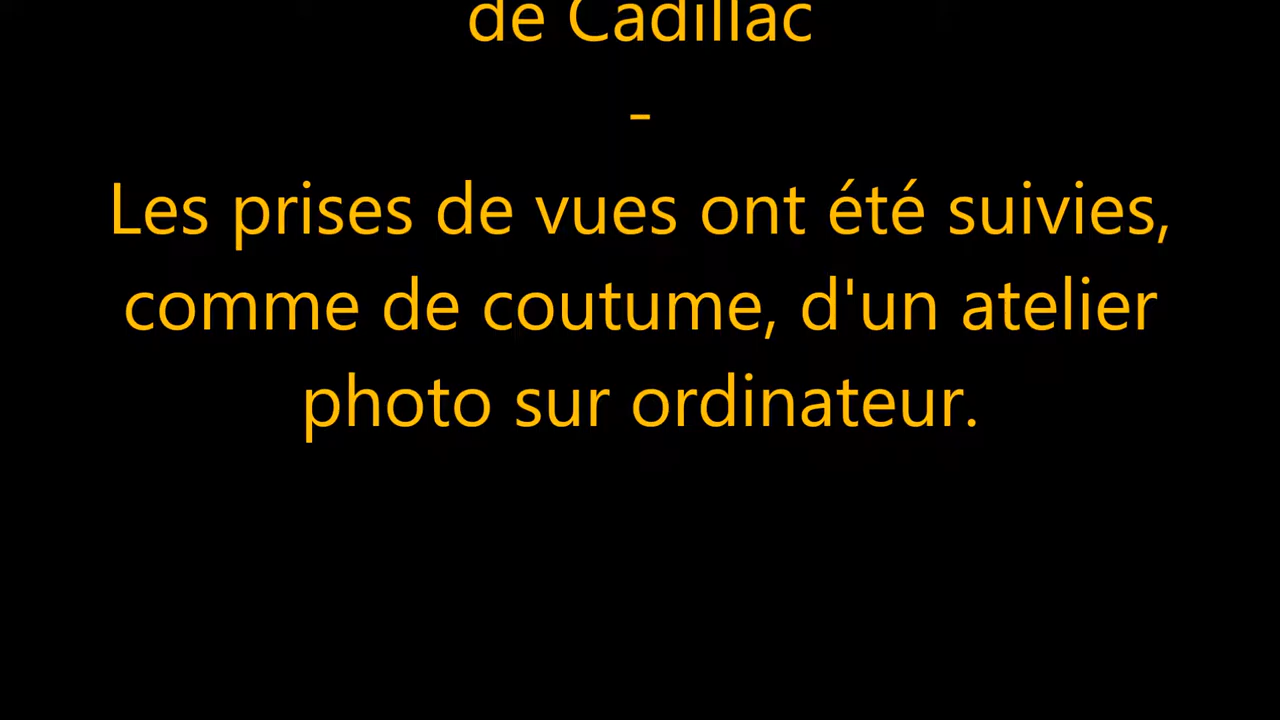 de Cadillac
-
Les prises de vues ont été suivies,
comme de coutume, d'un atelier
photo sur ordinateur.